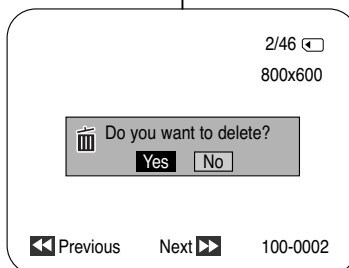 2/46
800x600
Do you want to delete?
Yes No
Previous Next 100-0002